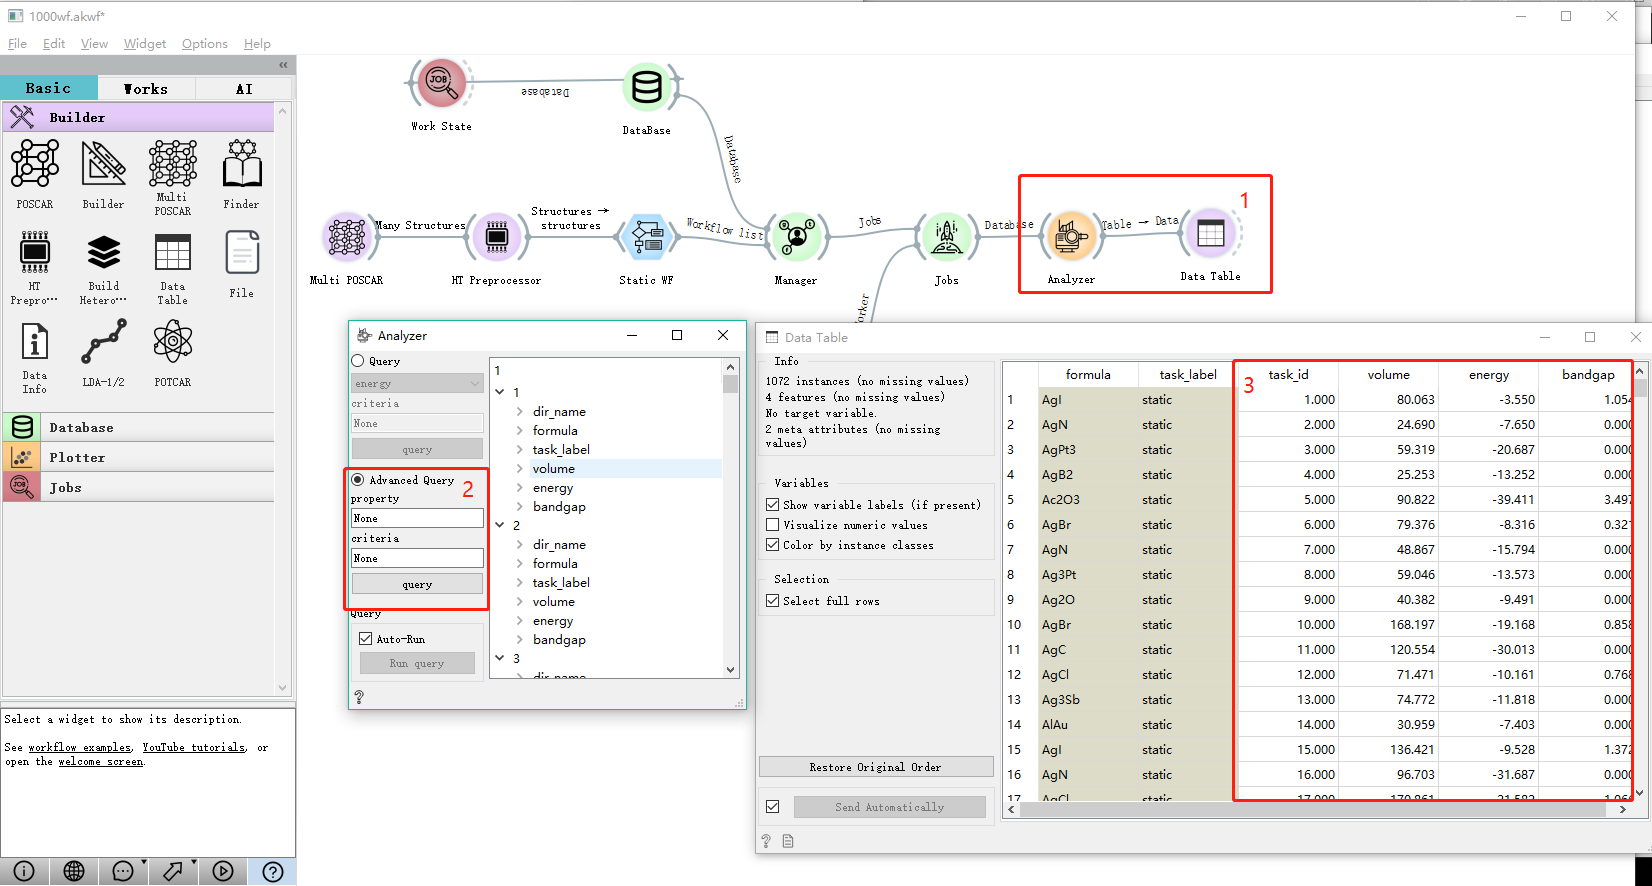 1000wf.akwf*
File Edit View Widget Options Help
Basic Works AI
Builder
POSCAR Builder Multi POSCAR Finder
HT Prepro··· Build Hetero··· Data Table File
Data Info LDA-1/2 POTCAR
Database
Plotter
Jobs
Select a widget to show its description.
See workflow examples, YouTube tutorials, or
open the welcome screen.
Work State
Database
DataBase
Database
Multi POSCAR
Many Structures
HT Preprocessor
Structures →
structures
Static WF
Workflow list
Manager
Jobs
Jobs
Database
Analyzer
Table → Data
Data Table
1
Analyzer
Query
energy
criteria
None
query
Advanced Query
2
property
None
criteria
None
query
Query
Auto-Run
Run query
1
1
dir_name
formula
task_label
volume
energy
bandgap
2
dir_name
formula
task_label
volume
energy
bandgap
3
Data Table
Info
1072 instances (no missing values)
4 features (no missing values)
No target variable.
2 meta attributes (no missing
values)
Variables
Show variable labels (if present)
Visualize numeric values
Color by instance classes
Selection
Select full rows
Restore Original Order
Send Automatically
3
formula task_label task_id volume energy bandgap
1 AgI static 1.000 80.063 -3.550 1.054
2 AgN static 2.000 24.690 -7.650 0.000
3 AgPt3 static 3.000 59.319 -20.687 0.000
4 AgB2 static 4.000 25.253 -13.252 0.000
5 Ac2O3 static 5.000 90.822 -39.411 3.497
6 AgBr static 6.000 79.376 -8.316 0.321
7 AgN static 7.000 48.867 -15.794 0.000
8 Ag3Pt static 8.000 59.046 -13.573 0.000
9 Ag2O static 9.000 40.382 -9.491 0.000
10 AgBr static 10.000 168.197 -19.168 0.858
11 AgC static 11.000 120.554 -30.013 0.000
12 AgCl static 12.000 71.471 -10.161 0.768
13 Ag3Sb static 13.000 74.772 -11.818 0.000
14 AlAu static 14.000 30.959 -7.403 0.000
15 AgI static 15.000 136.421 -9.528 1.372
16 AgN static 16.000 96.703 -31.687 0.000
17 AgCl static